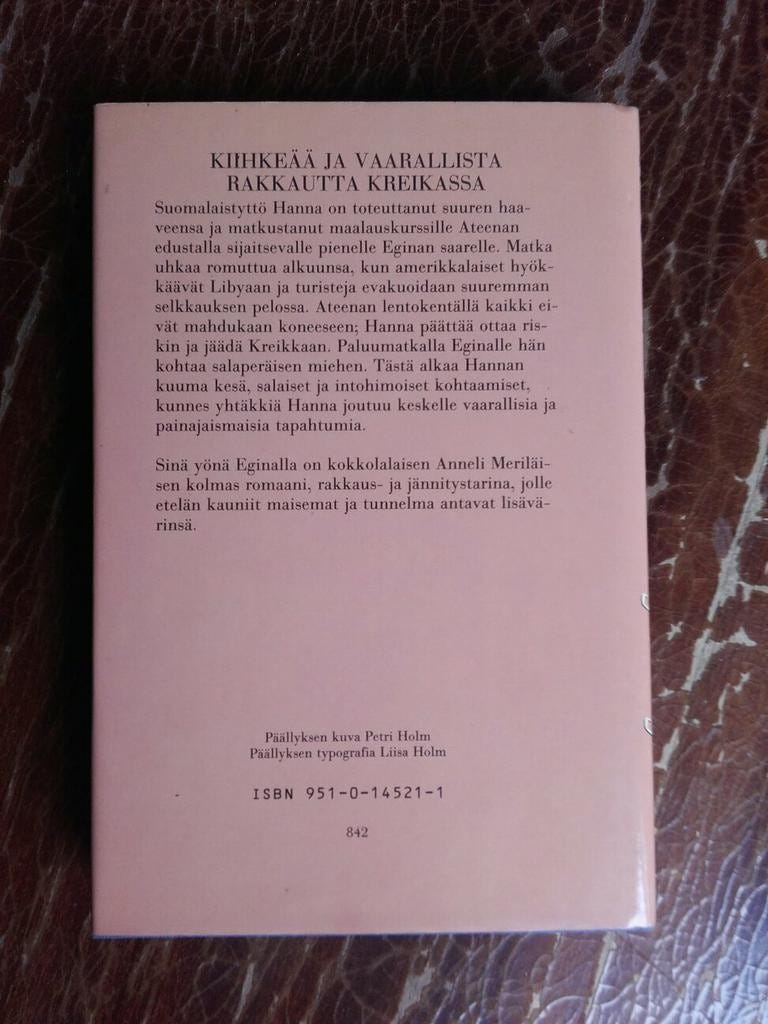 KIIHKEÄÄ JA VAARALLISTA
RAKKAUTTA KREIKASSA
Suomalaistyttö Hanna on toteuttanut suuren haa-
veensa ja matkustanut maalauskurssille Ateenan
edustalla sijaitsevalle pienelle Eginan saarelle. Matka
uhkaa romuttua alkuunsa, kun amerikkalaiset hyök-
käävät Libyaan ja turisteja evakuoidaan suuremman
selkkauksen pelossa. Ateenan lentokentällä kaikki ei-
vät mahdukaan koneeseen; Hanna päättää ottaa ris-
kin ja jäädä Kreikkaan. Paluumatkalla Eginalle hän
kohtaa salaperäisen miehen. Tästä alkaa Hannan
kuuma kesä, salaiset ja intohimoiset kohtaamiset,
kunnes yhtäkkiä Hanna joutuu keskelle vaarallisia ja
painajaismaisia tapahtumia.
Sinä yönä Eginalla on kokkolalaisen Anneli Meriläi-
sen kolmas romaani, rakkaus- ja jännitystarina, jolle
etelän kauniit maisemat ja tunnelma antavat lisävä-
rinsä.
Päällyksen kuva Petri Holm
Päällyksen typografia Liisa Holm
ISBN 951-0-14521-1
842